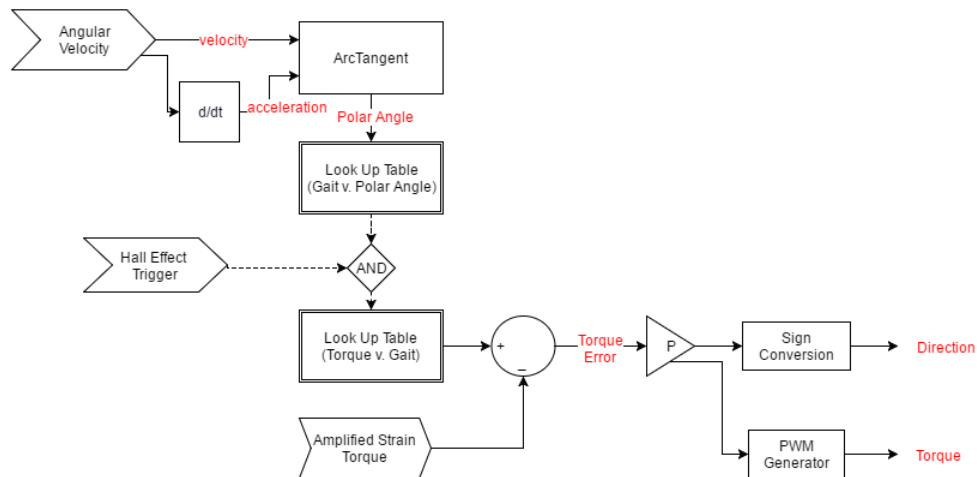 Angular
Velocity
velocity
ArcTangent
d/dt
acceleration
Polar Angle
Look Up Table
(Gait v. Polar Angle)
Hall Effect
Trigger
AND
Look Up Table
(Torque v. Gait)
+
–
Torque
Error
P
Sign
Conversion
Direction
Amplified Strain
Torque
PWM
Generator
Torque